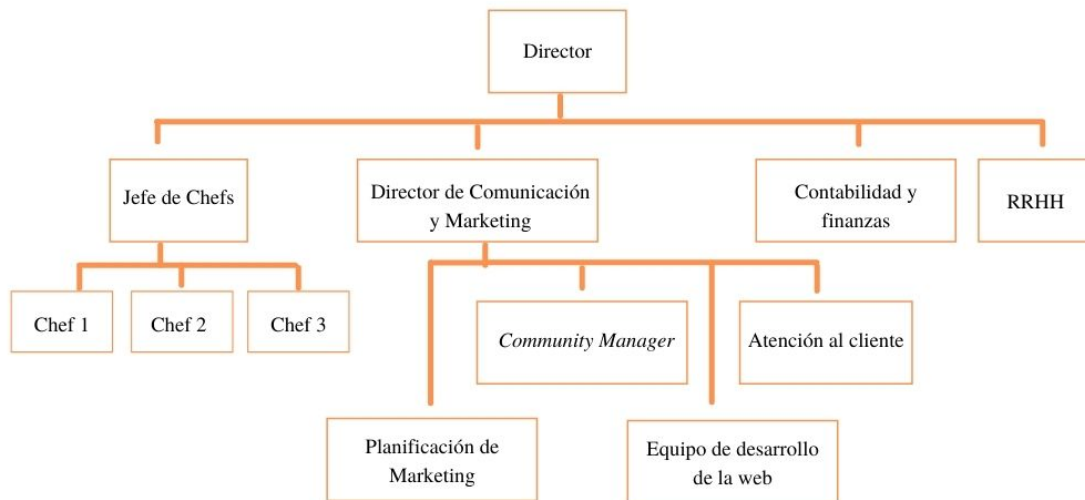 Director
Jefe de Chefs
Director de Comunicación
y Marketing
Contabilidad y
finanzas
RRHH
Chef 1
Chef 2
Chef 3
Community Manager
Atención al cliente
Planificación de
Marketing
Equipo de desarrollo
de la web